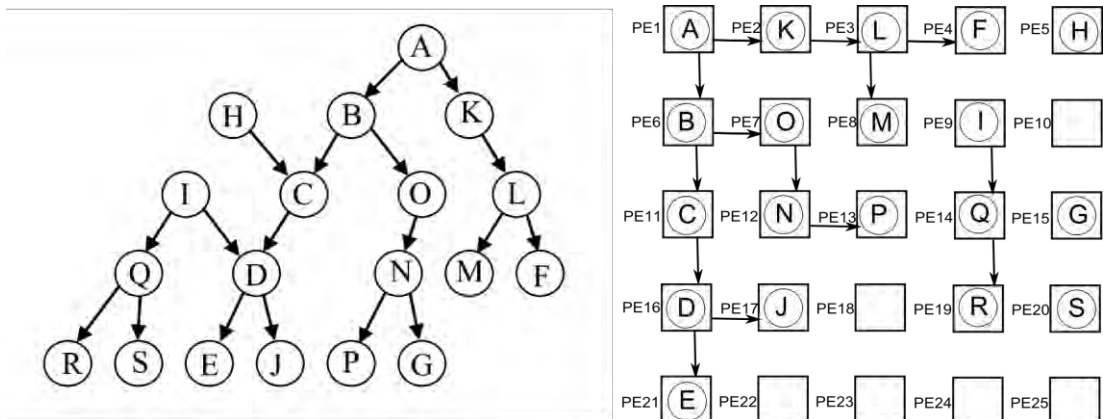 A
H B K
I C O L
Q D N M F
R S E J P G
PE1 A PE2 K PE3 L PE4 F PE5 H
PE6 B PE7 O PE8 M PE9 I PE10
PE11 C PE12 N PE13 P PE14 Q PE15 G
PE16 D PE17 J PE18 PE19 R PE20 S
PE21 E PE22 PE23 PE24 PE25